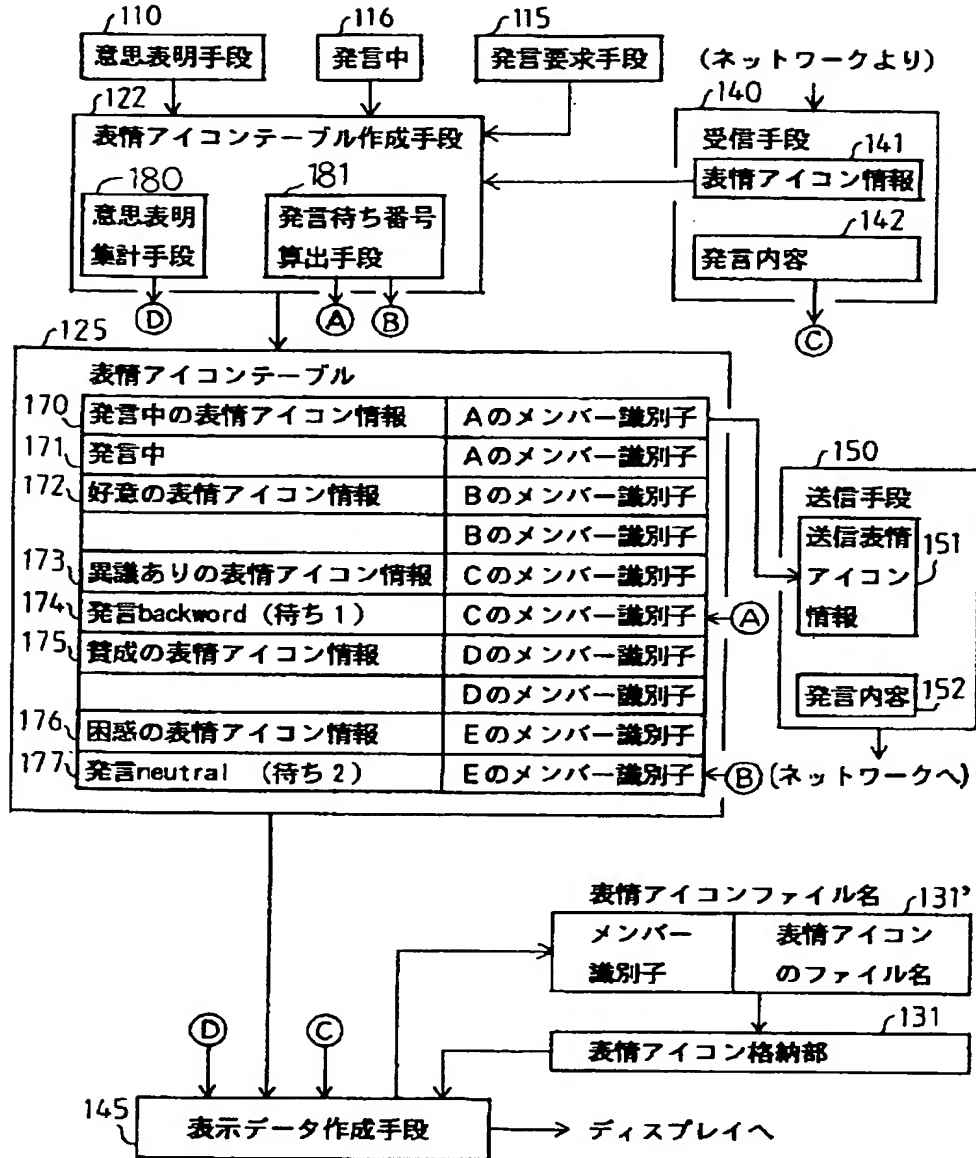 110
116
115
意思表明手段
発言中
発言要求手段
(ネットワークより)
122
140
表情アイコンテーブル作成手段
受信手段
141
180
181
表情アイコン情報
意思表明
集計手段
発言待ち番号
算出手段
142
発言内容
D
A
B
C
125
表情アイコンテーブル
170
発言中の表情アイコン情報
Aのメンバー識別子
171
発言中
Aのメンバー識別子
150
172
好意の表情アイコン情報
Bのメンバー識別子
送信手段
Bのメンバー識別子
送信表情
アイコン
情報
151
173
異議ありの表情アイコン情報
Cのメンバー識別子
174
発言backword (待ち1)
Cのメンバー識別子
A
175
賛成の表情アイコン情報
Dのメンバー識別子
Dのメンバー識別子
発言内容
152
176
困惑の表情アイコン情報
Eのメンバー識別子
177
発言neutral (待ち2)
Eのメンバー識別子
B
(ネットワークへ)
表情アイコンファイル名
131'
メンバー
識別子
表情アイコン
のファイル名
131
表情アイコン格納部
D
C
145
表示データ作成手段
ディスプレイへ